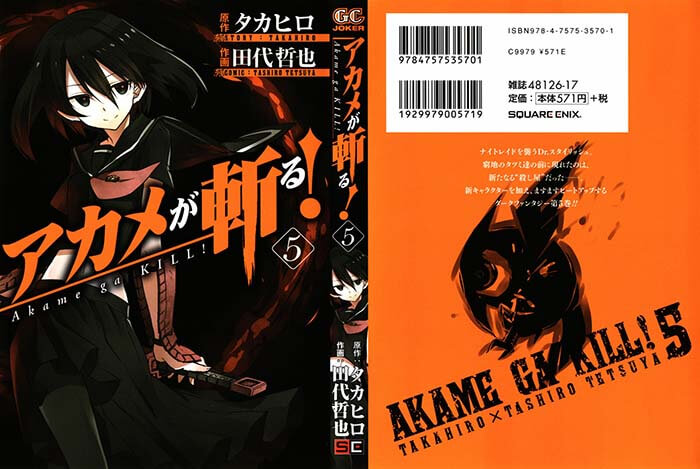 原作 タカヒロ
STORY : TAKAHIRO
作画 田代哲也
COMIC : TASHIRO TETSUYA
アカメが斬る!
Akame ga KILL!
5
GC
JOKER
アカメが斬る!
Akame ga KILL!
5
原作:タカヒロ
作画:田代哲也
SE
ISBN978-4-7575-3570-1
C9979 ¥571E
9784757535701
1929979005719
雑誌 48126-17
定価:本体571円+税
SQUARE ENIX.
ナイトレイドを襲うDr.スタイリッシュ。
窮地のタツミ達の前に現れたのは、
新たなる“殺し屋”だった――
新キャラクターを加え、ますますヒートアップする
ダークファンタジー第5巻!!
AKAME GA KILL! 5
TAKAHIRO×TASHIRO TETSUYA